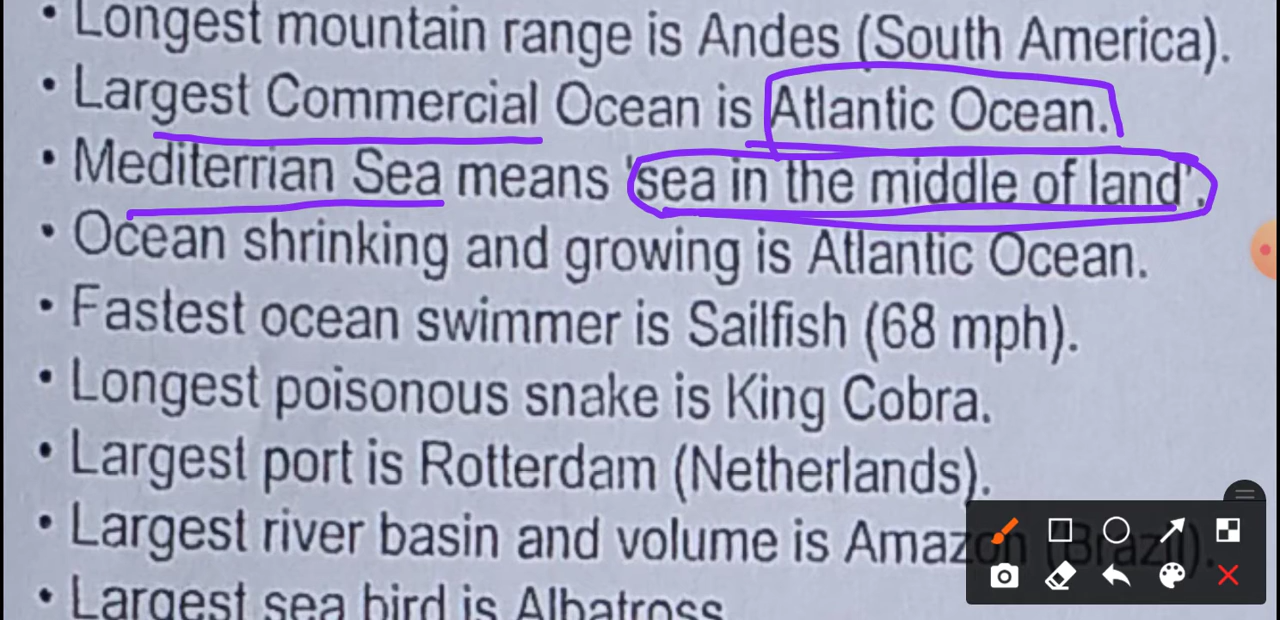 • Longest mountain range is Andes (South America).
• Largest Commercial Ocean is Atlantic Ocean.
• Mediterrian Sea means 'sea in the middle of land'.
• Ocean shrinking and growing is Atlantic Ocean.
• Fastest ocean swimmer is Sailfish (68 mph).
• Longest poisonous snake is King Cobra.
• Largest port is Rotterdam (Netherlands).
• Largest river basin and volume is Amazon (Brazil).
• Largest sea bird is Albatross